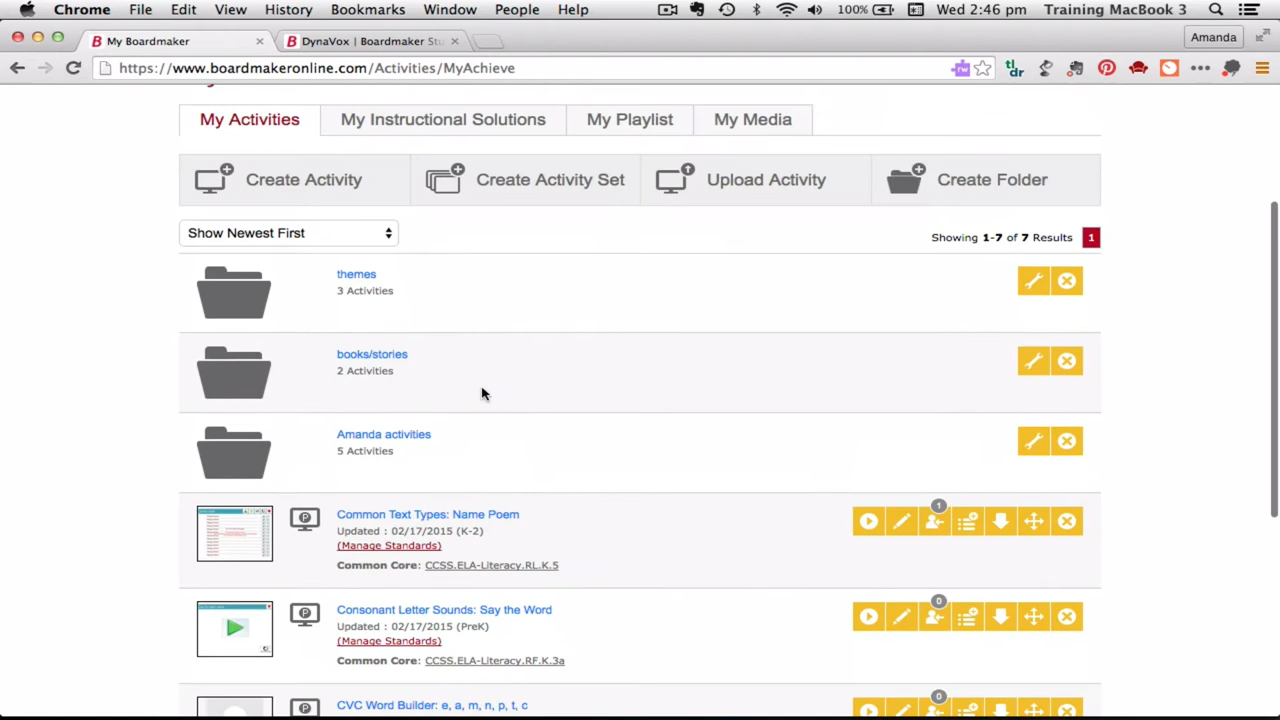 Chrome File Edit View History Bookmarks Window People Help 100% Wed 2:46 pm Training MacBook 3
My Boardmaker DynaVox | Boardmaker Stu Amanda
https://www.boardmakeronline.com/Activities/MyAchieve
tl;dr
My Activities My Instructional Solutions My Playlist My Media
Create Activity Create Activity Set Upload Activity Create Folder
Show Newest First Showing 1-7 of 7 Results 1
themes
3 Activities
books/stories
2 Activities
Amanda activities
5 Activities
1
Common Text Types: Name Poem
Updated : 02/17/2015 (K-2)
(Manage Standards)
Common Core: CCSS.ELA-Literacy.RL.K.5
0
Consonant Letter Sounds: Say the Word
Updated : 02/17/2015 (PreK)
(Manage Standards)
Common Core: CCSS.ELA-Literacy.RF.K.3a
0
CVC Word Builder: e, a, m, n, p, t, c